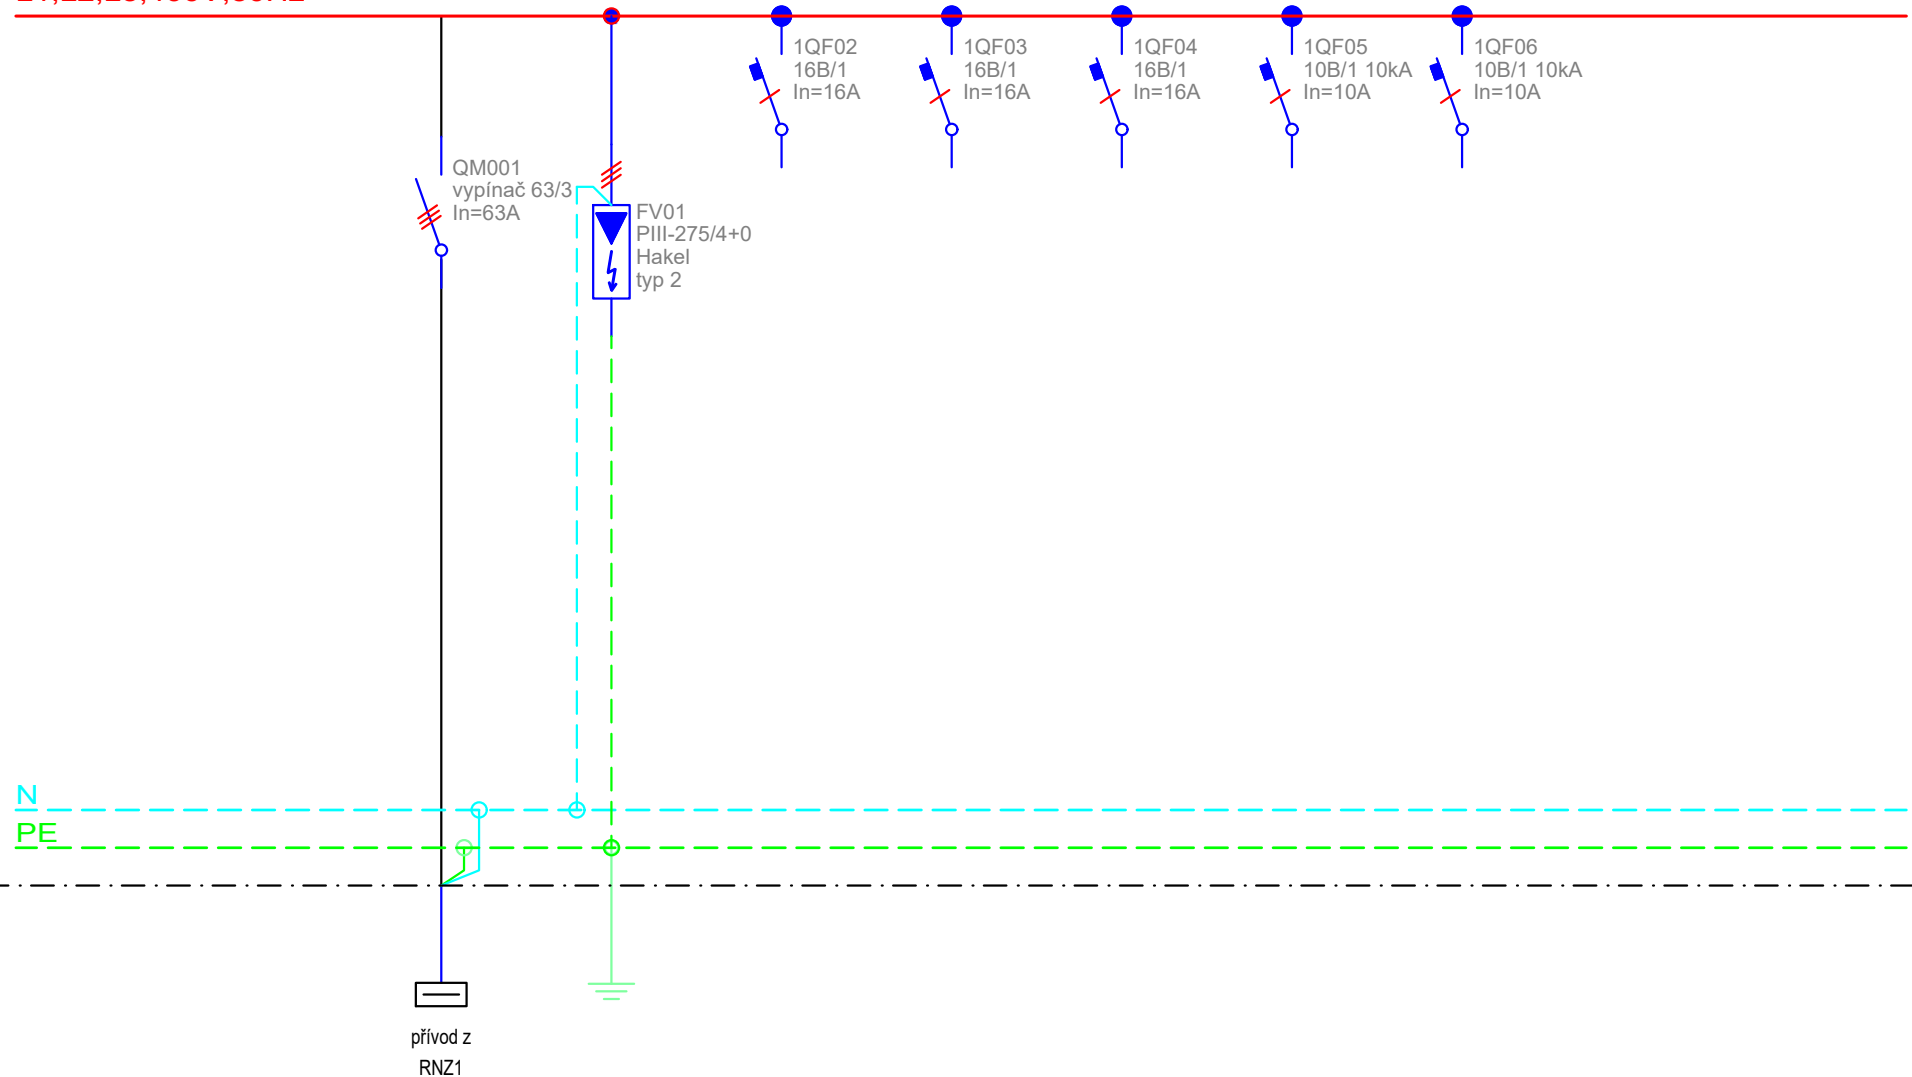 1QF02
16B/1
In=16A
1QF03
16B/1
In=16A
1QF04
16B/1
In=16A
1QF05
10B/1 10kA
In=10A
1QF06
10B/1 10kA
In=10A
QM001
vypínač 63/3
In=63A
FV01
PIII-275/4+0
Hakel
typ 2
N
PE
přívod z
RNZ1